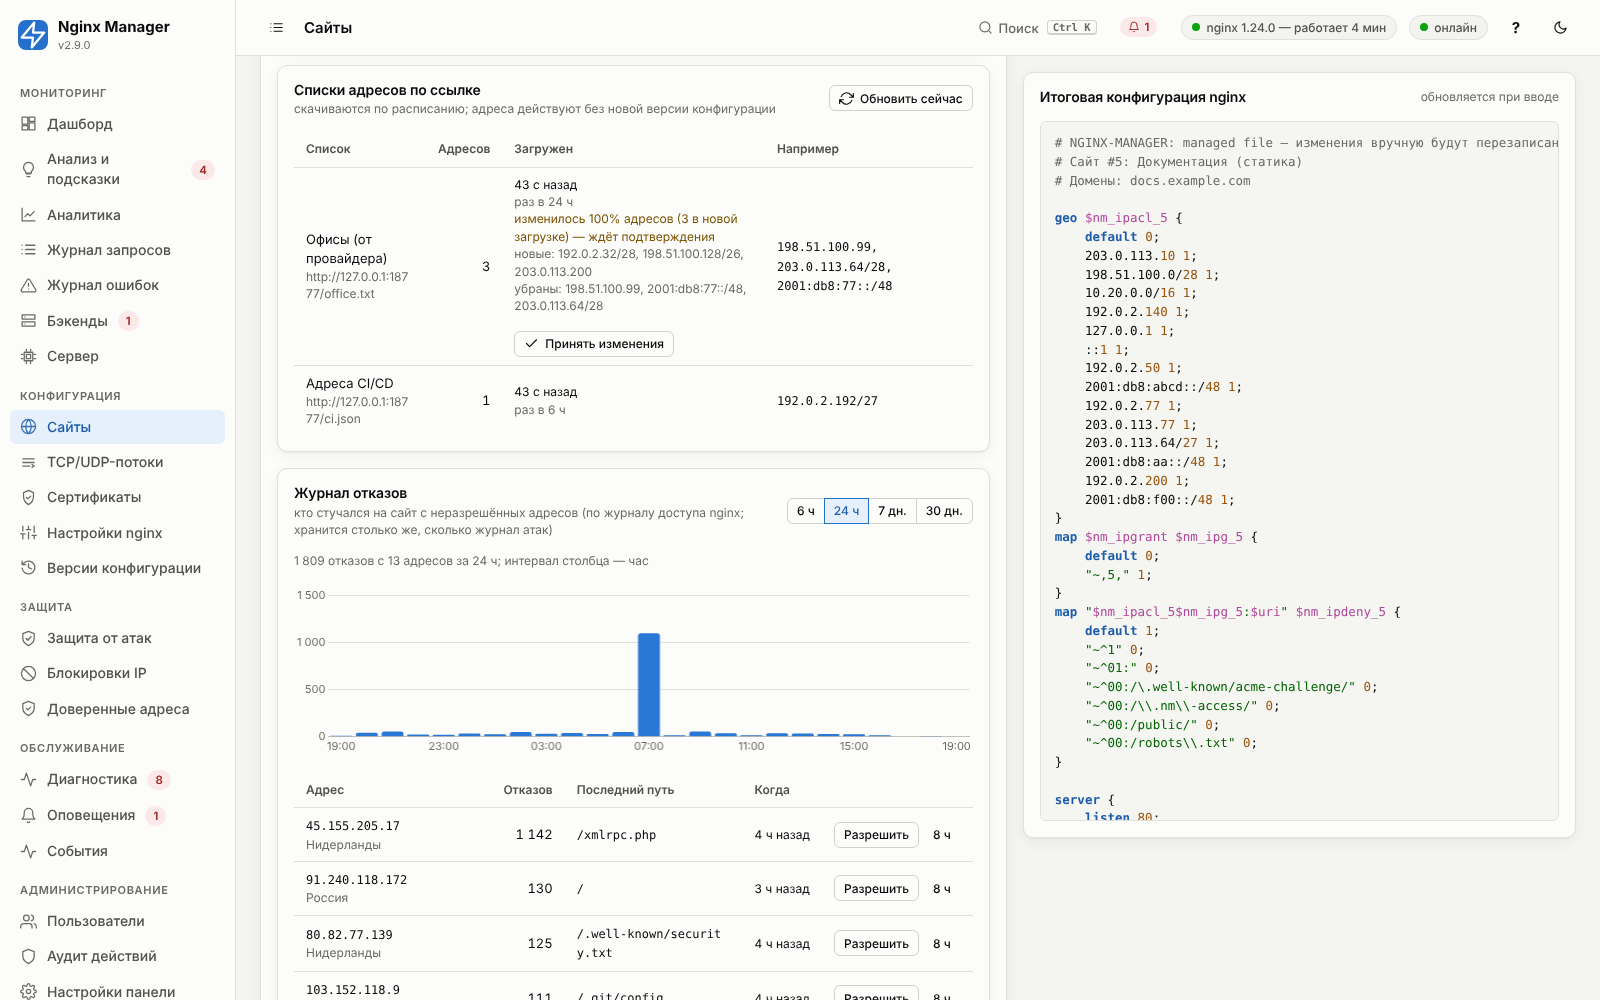 Nginx Manager
v2.9.0
МОНИТОРИНГ
Дашборд
Анализ и
подсказки
4
Аналитика
Журнал запросов
Журнал ошибок
Бэкенды 1
Сервер
КОНФИГУРАЦИЯ
Сайты
TCP/UDP-потоки
Сертификаты
Настройки nginx
Версии конфигурации
ЗАЩИТА
Защита от атак
Блокировки IP
Доверенные адреса
ОБСЛУЖИВАНИЕ
Диагностика 8
Оповещения 1
События
АДМИНИСТРИРОВАНИЕ
Пользователи
Аудит действий
Настройки панели
Сайты
Поиск Ctrl K
1
nginx 1.24.0 — работает 4 мин
онлайн
?
Списки адресов по ссылке
скачиваются по расписанию; адреса действуют без новой версии конфигурации
Обновить сейчас
Список Адресов Загружен Например
Офисы (от
провайдера)
http://127.0.0.1:187
77/office.txt
3
43 с назад
раз в 24 ч
изменилось 100% адресов (3 в новой
загрузке) — ждёт подтверждения
новые: 192.0.2.32/28, 198.51.100.128/26,
203.0.113.200
убраны: 198.51.100.99, 2001:db8:77::/48,
203.0.113.64/28
Принять изменения
198.51.100.99,
203.0.113.64/28,
2001:db8:77::/48
Адреса CI/CD
http://127.0.0.1:187
77/ci.json
1
43 с назад
раз в 6 ч
192.0.2.192/27
Журнал отказов
кто стучался на сайт с неразрешённых адресов (по журналу доступа nginx;
хранится столько же, сколько журнал атак)
6 ч 24 ч 7 дн. 30 дн.
1 809 отказов с 13 адресов за 24 ч; интервал столбца — час
1 500
1 000
500
0
19:00 23:00 03:00 07:00 11:00 15:00 19:00
Адрес Отказов Последний путь Когда
45.155.205.17
Нидерланды
1 142 /xmlrpc.php 4 ч назад Разрешить 8 ч
91.240.118.172
Россия
130 / 3 ч назад Разрешить 8 ч
80.82.77.139
Нидерланды
125
/.well-known/securit
y.txt
4 ч назад Разрешить 8 ч
103.152.118.9
111 /.git/config 4 ч назад Разрешить 8 ч
Итоговая конфигурация nginx
обновляется при вводе
# NGINX-MANAGER: managed file — изменения вручную будут перезаписан
# Сайт #5: Документация (статика)
# Домены: docs.example.com
geo $nm_ipacl_5 {
default 0;
203.0.113.10 1;
198.51.100.0/28 1;
10.20.0.0/16 1;
192.0.2.140 1;
127.0.0.1 1;
::1 1;
192.0.2.50 1;
2001:db8:abcd::/48 1;
192.0.2.77 1;
203.0.113.77 1;
203.0.113.64/27 1;
2001:db8:aa::/48 1;
192.0.2.200 1;
2001:db8:f00::/48 1;
}
map $nm_ipgrant $nm_ipg_5 {
default 0;
"~,5," 1;
}
map "$nm_ipacl_5$nm_ipg_5:$uri" $nm_ipdeny_5 {
default 1;
"~^1" 0;
"~^01:" 0;
"~^00:/\.well-known/acme-challenge/" 0;
"~^00:/\\.nm\\-access/" 0;
"~^00:/public/" 0;
"~^00:/robots\\.txt" 0;
}
server {
listen 80;